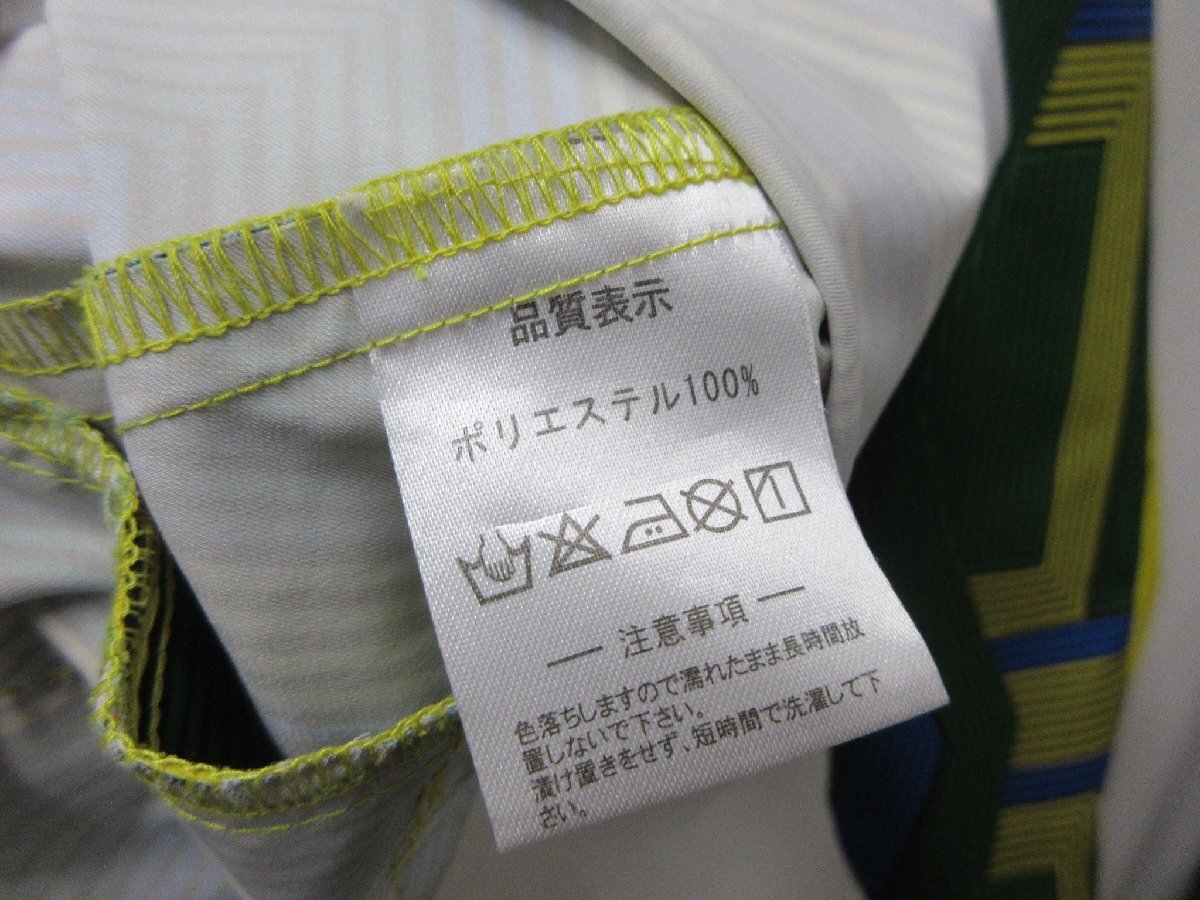 品質表示
ポリエステル100%
― 注意事項 ―
色落ちしますので濡れたまま長時間放
置しないで下さい。
漬け置きをせず、短時間で洗濯して下
さい。